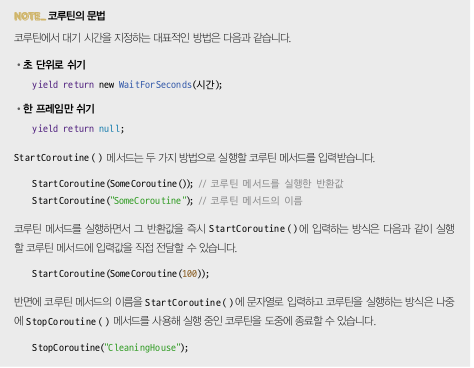 NOTE_ 코루틴의 문법
코루틴에서 대기 시간을 지정하는 대표적인 방법은 다음과 같습니다.
• 초 단위로 쉬기
yield return new WaitForSeconds(시간);
• 한 프레임만 쉬기
yield return null;
StartCoroutine() 메서드는 두 가지 방법으로 실행할 코루틴 메서드를 입력받습니다.
StartCoroutine(SomeCoroutine()); // 코루틴 메서드를 실행한 반환값
StartCoroutine("SomeCoroutine"); // 코루틴 메서드의 이름
코루틴 메서드를 실행하면서 그 반환값을 즉시 StartCoroutine()에 입력하는 방식은 다음과 같이 실행
할 코루틴 메서드에 입력값을 직접 전달할 수 있습니다.
StartCoroutine(SomeCoroutine(100));
반면에 코루틴 메서드의 이름을 StartCoroutine()에 문자열로 입력하고 코루틴을 실행하는 방식은 나중
에 StopCoroutine() 메서드를 사용해 실행 중인 코루틴을 도중에 종료할 수 있습니다.
StopCoroutine("CleaningHouse");